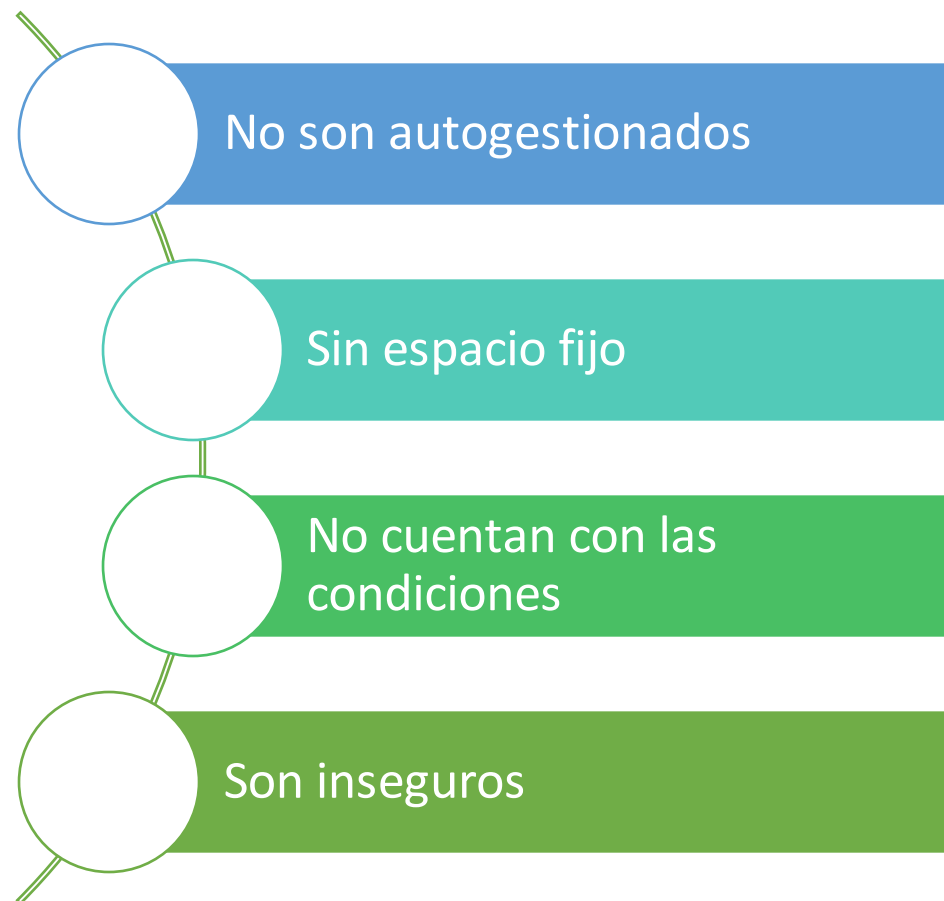 No son autogestionados
Sin espacio fijo
No cuentan con las
condiciones
Son inseguros